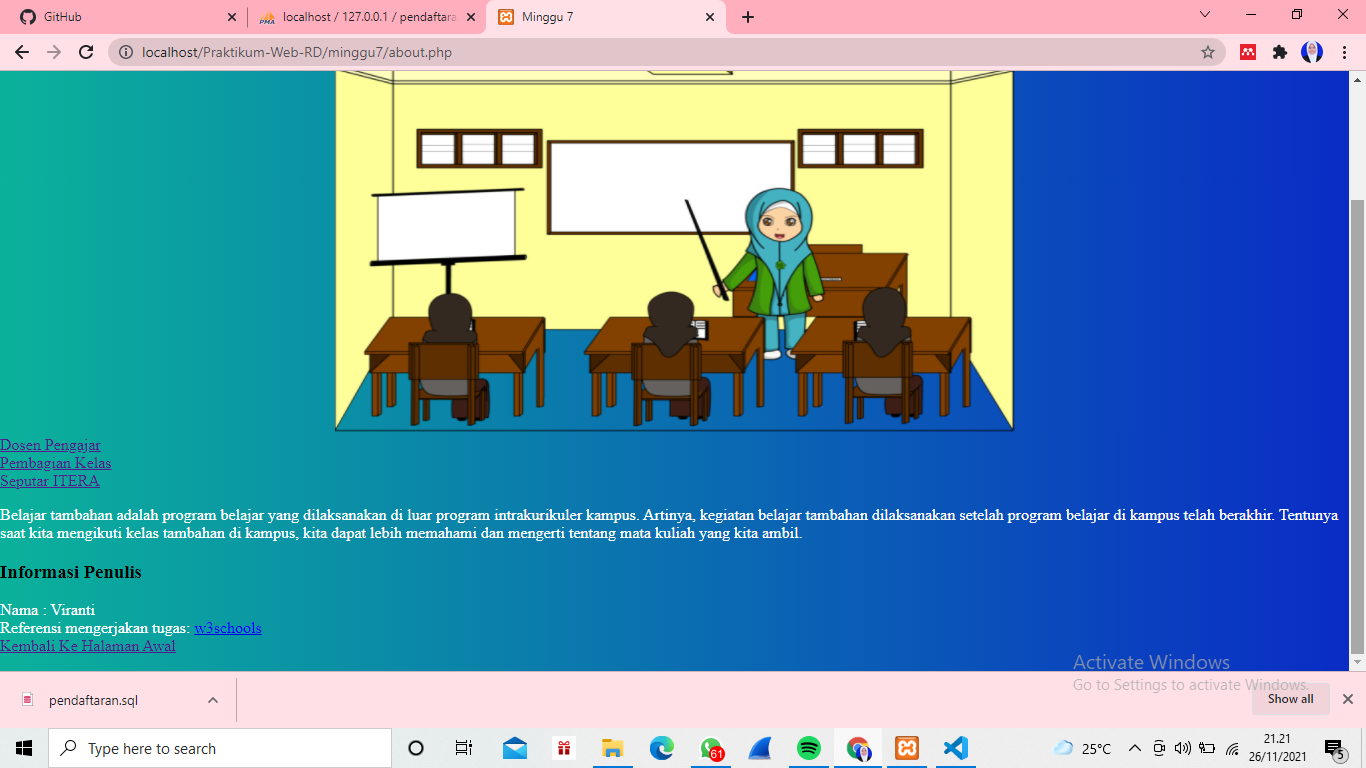 GitHub
localhost / 127.0.0.1 / pendaftara
Minggu 7
localhost/Praktikum-Web-RD/minggu7/about.php
Dosen Pengajar
Pembagian Kelas
Seputar ITERA
Belajar tambahan adalah program belajar yang dilaksanakan di luar program intrakurikuler kampus. Artinya, kegiatan belajar tambahan dilaksanakan setelah program belajar di kampus telah berakhir. Tentunya
saat kita mengikuti kelas tambahan di kampus, kita dapat lebih memahami dan mengerti tentang mata kuliah yang kita ambil.
Informasi Penulis
Nama : Viranti
Referensi mengerjakan tugas: w3schools
Kembali Ke Halaman Awal
Activate Windows
Go to Settings to activate Windows.
pendaftaran.sql
Show all
Type here to search
61
25°C
21.21
26/11/2021
5